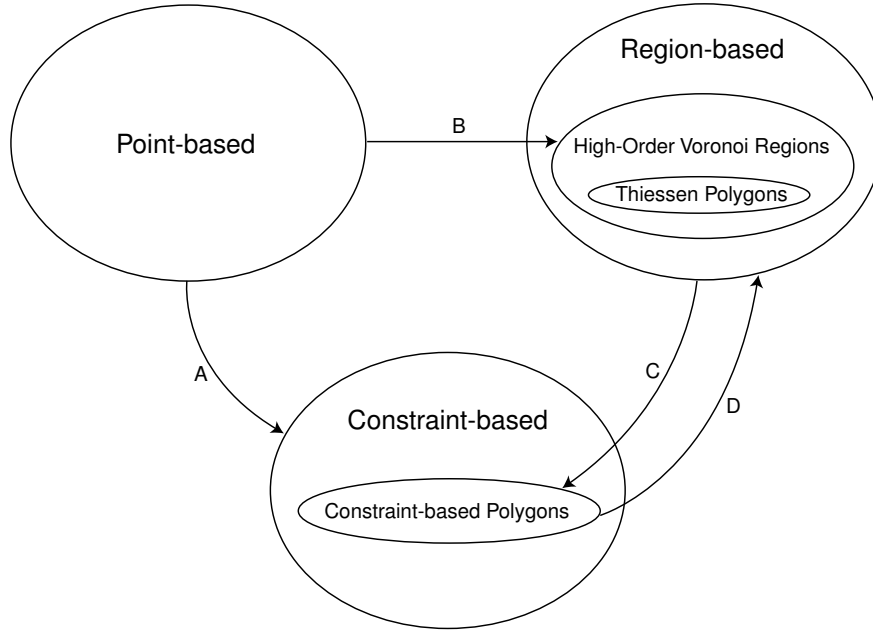 Region-based
Point-based
B
High-Order Voronoi Regions
Thiessen Polygons
A
C
D
Constraint-based
Constraint-based Polygons